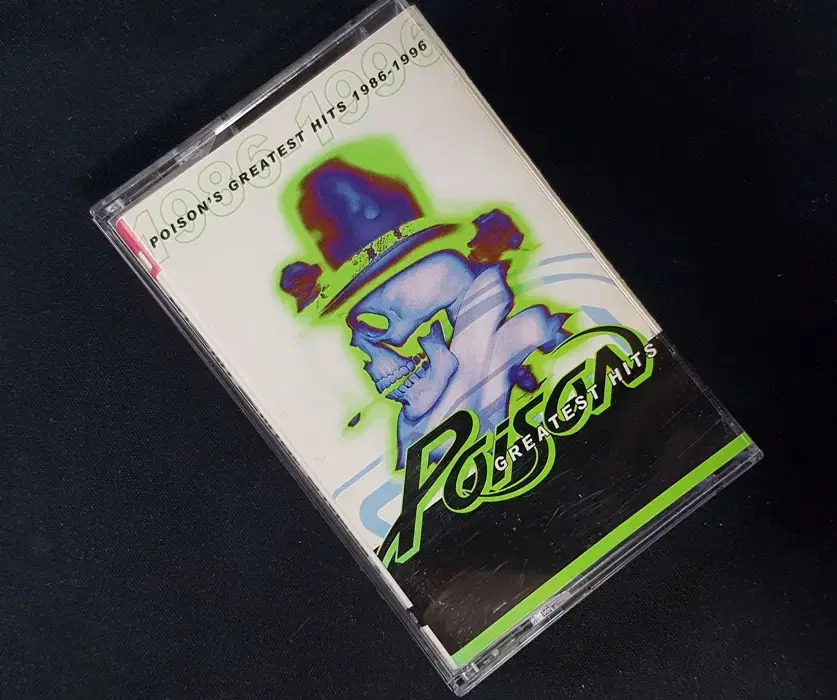 1986-1996
POISON'S GREATEST HITS 1986-1996
Poison
GREATEST HITS